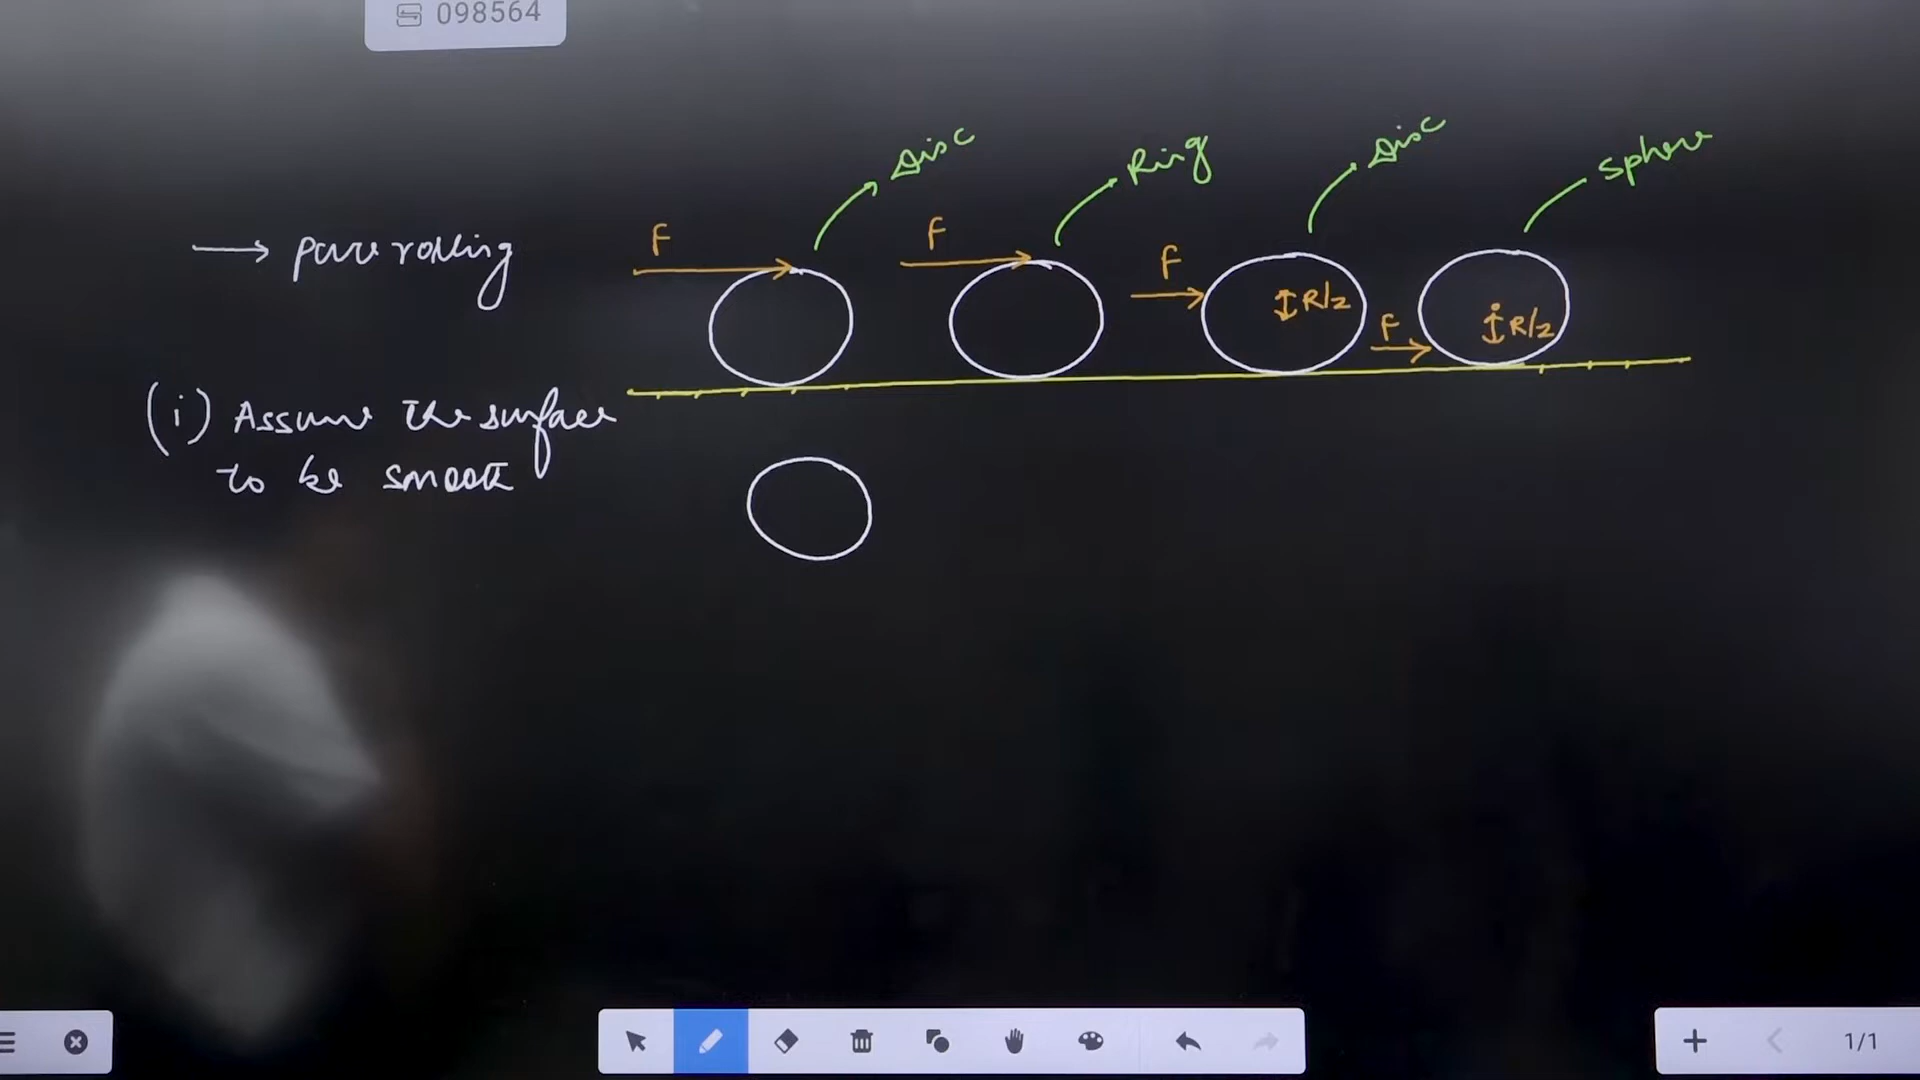 098564
Disc
Ring
Disc
Sphere
→ pure rolling
F
F
F
R/2
F
R/2
(i) Assume the surface
to be smooth
1/1